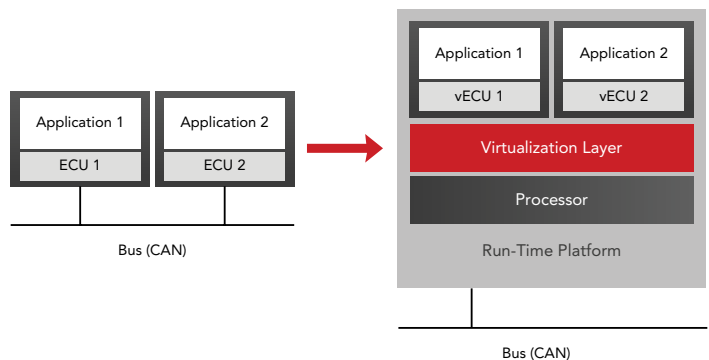 Application 1
Application 2
ECU 1
ECU 2
Bus (CAN)
Application 1
Application 2
vECU 1
vECU 2
Virtualization Layer
Processor
Run-Time Platform
Bus (CAN)